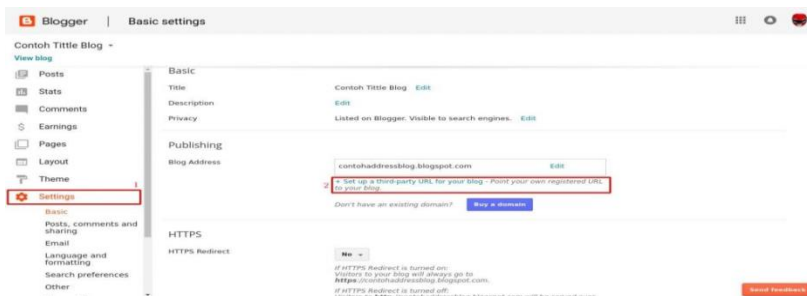 Blogger | Basic settings
Contoh Tittle Blog
View blog
Posts
Stats
Comments
Earnings
Pages
Layout
Theme
1
Settings
Basic
Posts, comments and
sharing
Email
Language and
formatting
Search preferences
Other
Basic
Title Contoh Tittle Blog Edit
Description Edit
Privacy Listed on Blogger. Visible to search engines. Edit
Publishing
Blog Address contohaddressblog.blogspot.com Edit
2 + Set up a third-party URL for your blog - Point your own registered URL
to your blog.
Don't have an existing domain? Buy a domain
HTTPS
HTTPS Redirect No
If HTTPS Redirect is turned on:
Visitors to your blog will always go to
https://contohaddressblog.blogspot.com.
If HTTPS Redirect is turned off:
Send feedback